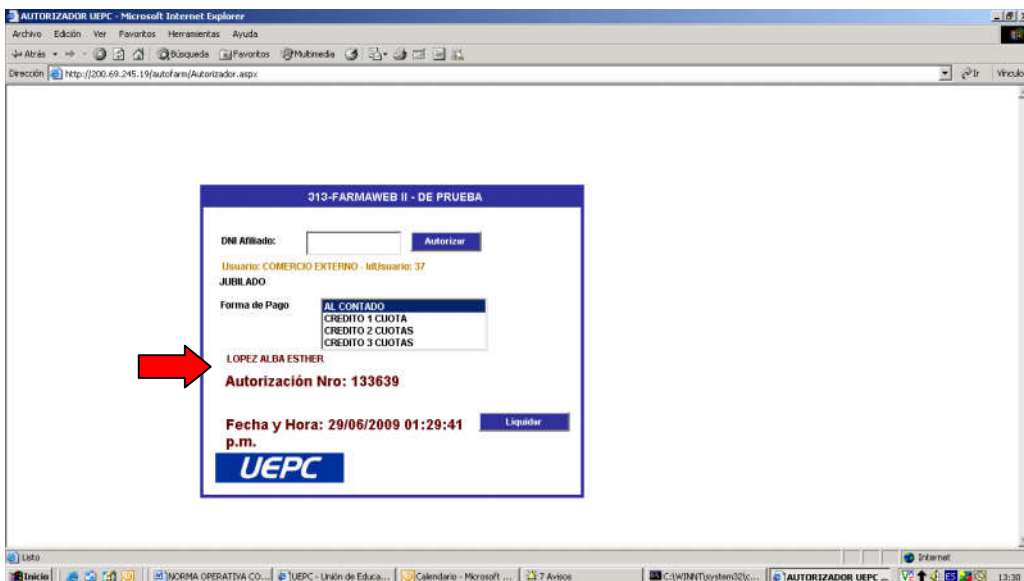 AUTORIZADOR UEPC - Microsoft Internet Explorer
Archivo Edición Ver Favoritos Herramientas Ayuda
Atrás Búsqueda Favoritos Multimedia
Dirección http://200.69.245.19/autofarm/Autorizador.aspx Ir Vínculo
313-FARMAWEB II - DE PRUEBA
DNI Afiliado: Autorizar
Usuario: COMERCIO EXTERNO - IdUsuario: 37
JUBILADO
Forma de Pago AL CONTADO
CREDITO 1 CUOTA
CREDITO 2 CUOTAS
CREDITO 3 CUOTAS
LOPEZ ALBA ESTHER
Autorización Nro: 133639
Fecha y Hora: 29/06/2009 01:29:41 Liquidar
p.m.
UEPC
Listo Internet
Inicio NORMA OPERATIVA CO... UEPC - Unión de Educa... Calendario - Microsoft ... 7 Avisos C:\WINNT\system32\c... AUTORIZADOR UEPC ... ES 13:30